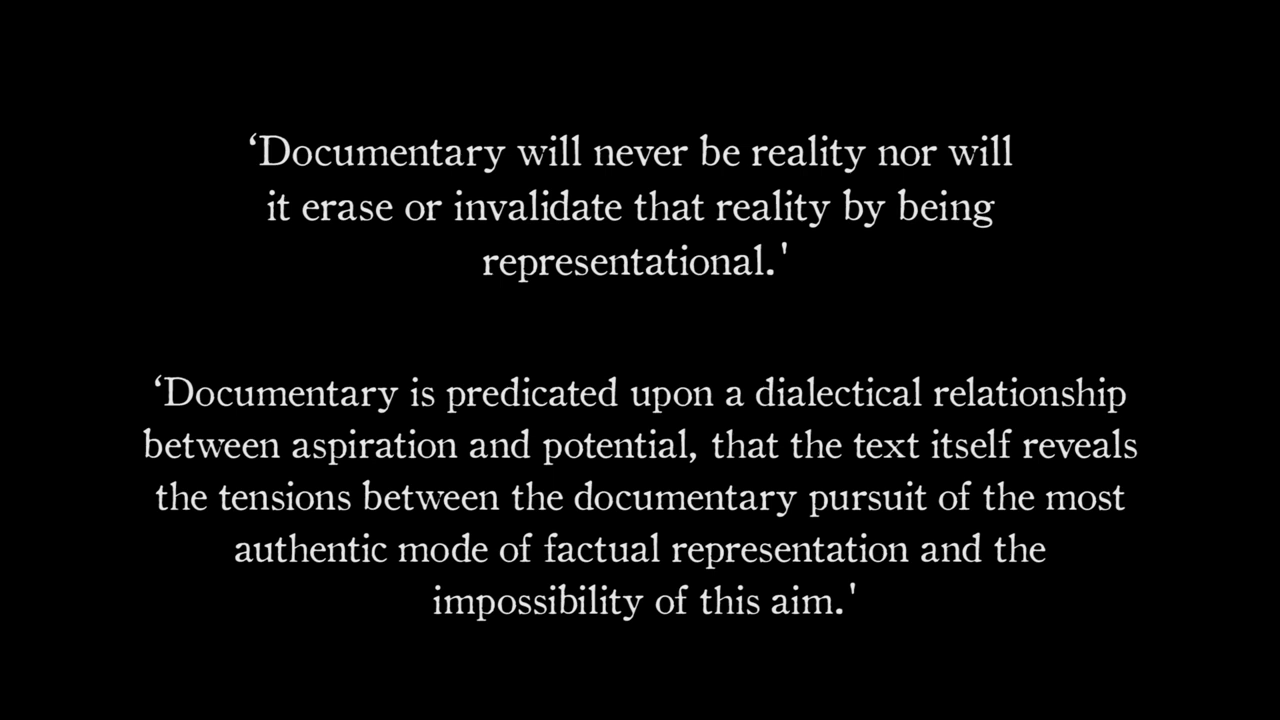 ‘Documentary will never be reality nor will
it erase or invalidate that reality by being
representational.'
‘Documentary is predicated upon a dialectical relationship
between aspiration and potential, that the text itself reveals
the tensions between the documentary pursuit of the most
authentic mode of factual representation and the
impossibility of this aim.'